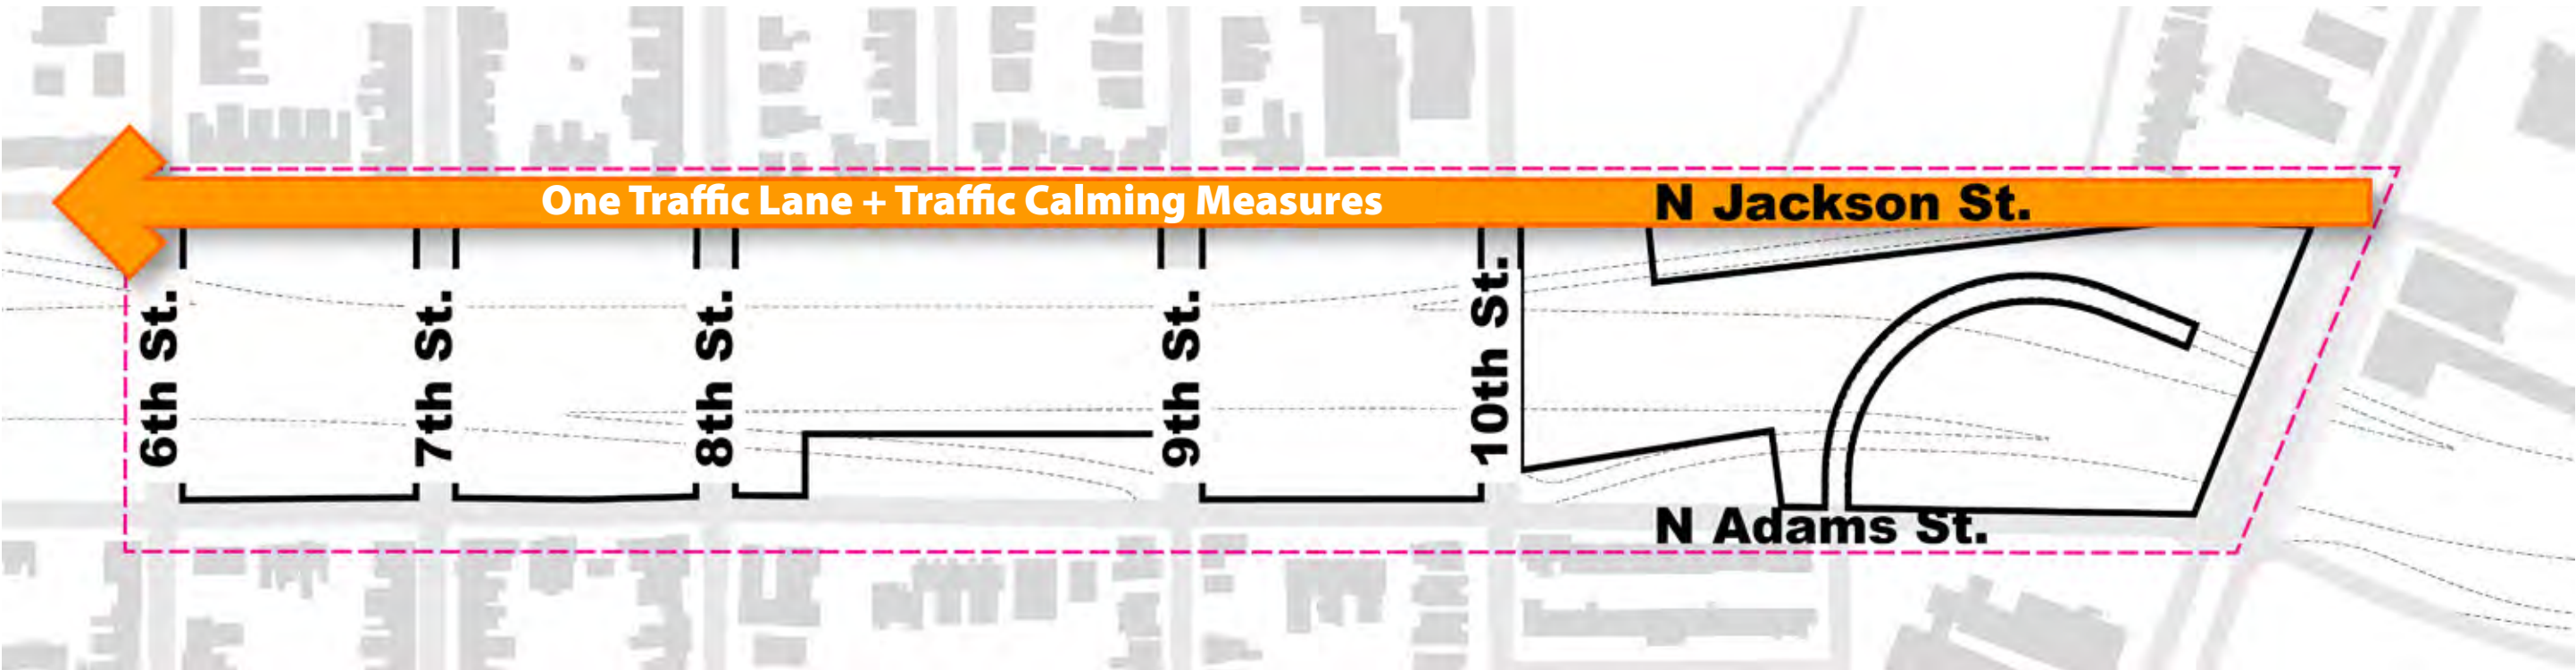 One Traffic Lane + Traffic Calming Measures
N Jackson St.
6th St.
7th St.
8th St.
9th St.
10th St.
N Adams St.